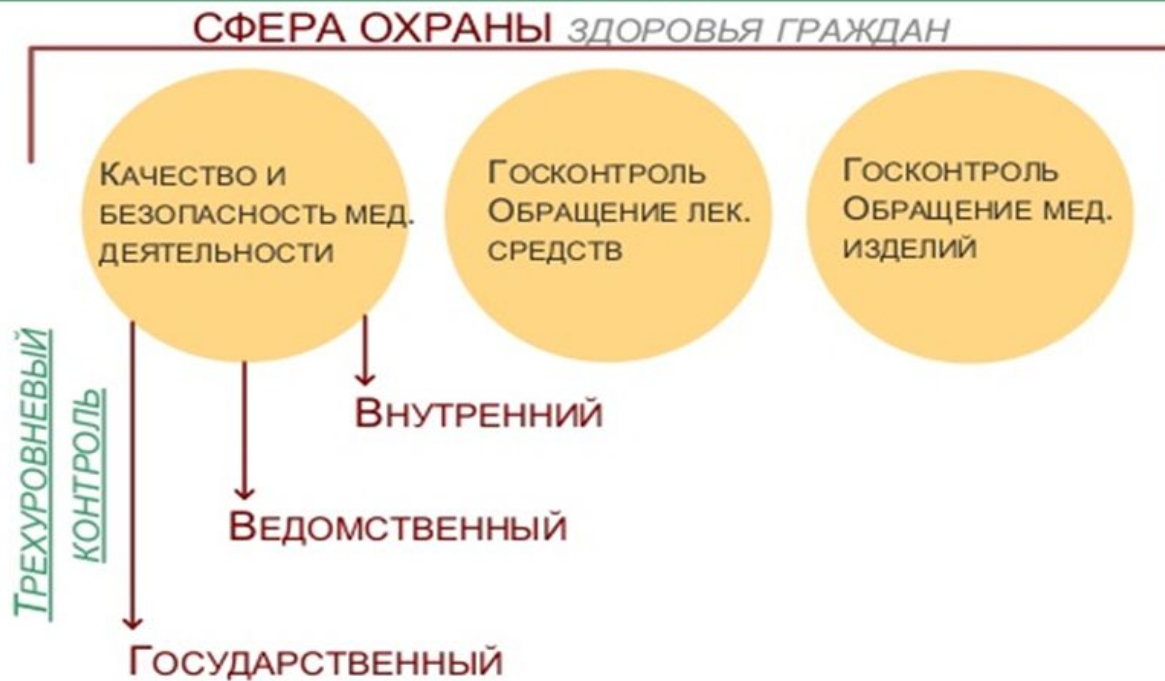 СФЕРА ОХРАНЫ ЗДОРОВЬЯ ГРАЖДАН
КАЧЕСТВО И
БЕЗОПАСНОСТЬ МЕД.
ДЕЯТЕЛЬНОСТИ
ГОСКОНТРОЛЬ
ОБРАЩЕНИЕ ЛЕК.
СРЕДСТВ
ГОСКОНТРОЛЬ
ОБРАЩЕНИЕ МЕД.
ИЗДЕЛИЙ
ТРЕХУРОВНЕВЫЙ
КОНТРОЛЬ
ВНУТРЕННИЙ
ВЕДОМСТВЕННЫЙ
ГОСУДАРСТВЕННЫЙ